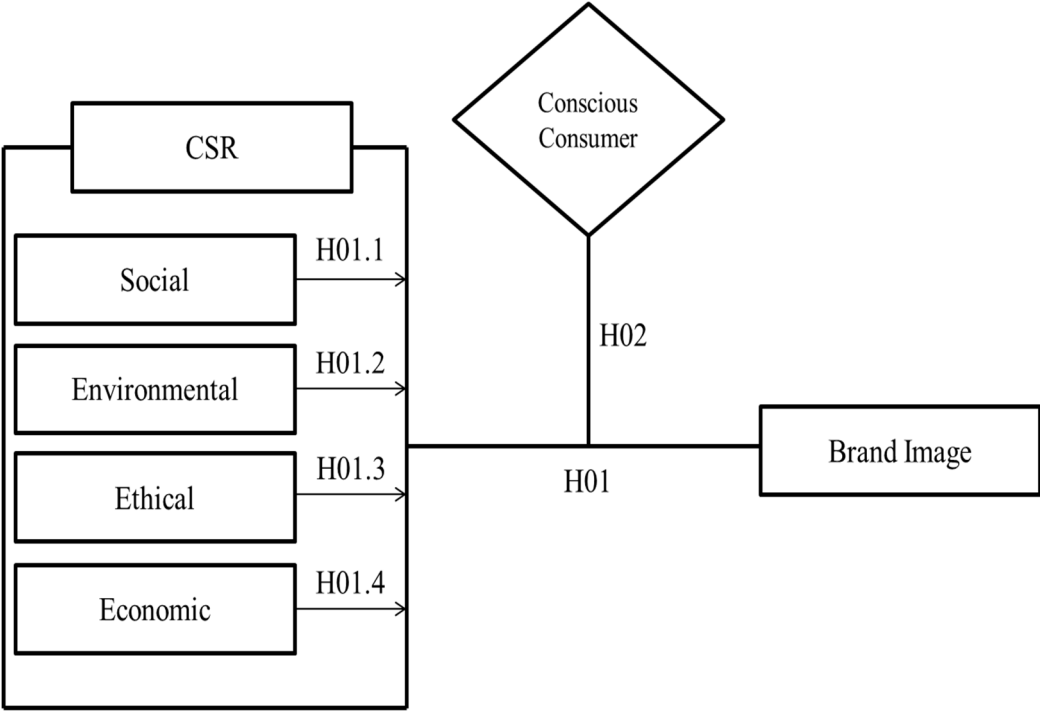 Conscious
Consumer
CSR
H01.1
Social
H02
H01.2
Environmental
Brand Image
H01.3
H01
Ethical
H01.4
Economic